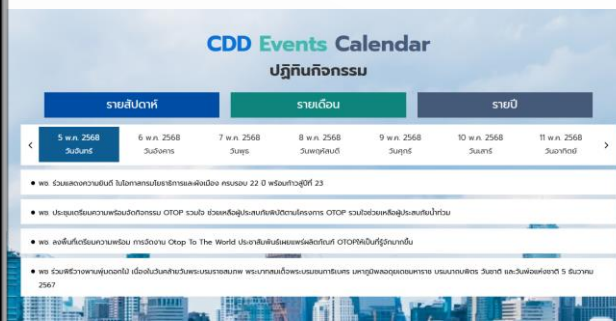 CDD Events Calendar
ปฏิทินกิจกรรม
รายสัปดาห์ รายเดือน รายปี
5 พ.ค. 2568 6 พ.ค. 2568 7 พ.ค. 2568 8 พ.ค. 2568 9 พ.ค. 2568 10 พ.ค. 2568 11 พ.ค. 2568
วันจันทร์ วันอังคาร วันพุธ วันพฤหัสบดี วันศุกร์ วันเสาร์ วันอาทิตย์
พช. ร่วมแสดงความยินดี ในโอกาสกรมโยธาธิการและผังเมือง ครบรอบ 22 ปี พร้อมก้าวสู่ปีที่ 23
พช. ประชุมเตรียมความพร้อมจัดกิจกรรม OTOP รวมใจ ช่วยเหลือผู้ประสบภัยพิบัติตามโครงการ OTOP รวมใจช่วยเหลือผู้ประสบภัยน้ำท่วม
พช. ลงพื้นที่เตรียมความพร้อม การจัดงาน Otop To The World ประชาสัมพันธ์เผยแพร่ผลิตภัณฑ์ OTOPให้เป็นที่รู้จักมากขึ้น
พช. ร่วมพิธีวางพานพุ่มดอกไม้ เนื่องในวันคล้ายวันพระบรมราชสมภพ พระบาทสมเด็จพระบรมชนกาธิเบศร มหาภูมิพลอดุลยเดชมหาราช บรมนาถบพิตร วันชาติ และวันพ่อแห่งชาติ 5 ธันวาคม
2567